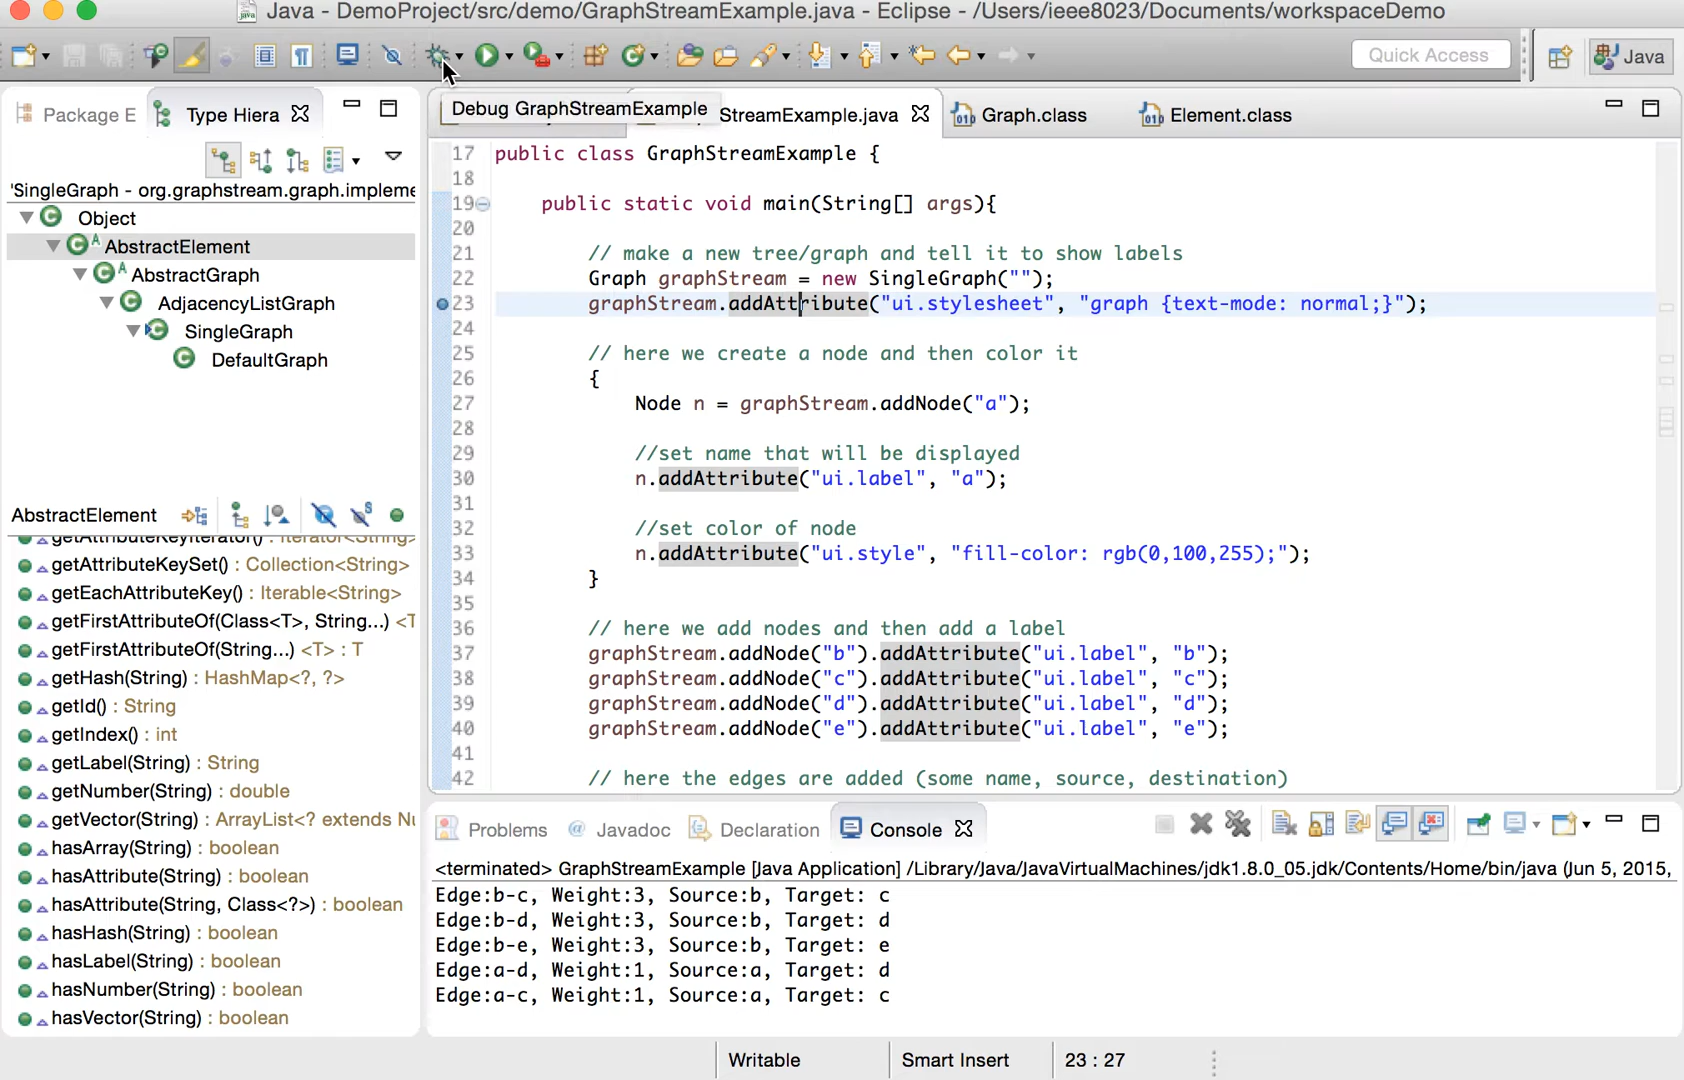 Java - DemoProject/src/demo/GraphStreamExample.java - Eclipse - /Users/ieee8023/Documents/workspaceDemo
Quick Access
Java
Package E
Type Hiera
Debug GraphStreamExample
StreamExample.java
Graph.class
Element.class
'SingleGraph - org.graphstream.graph.impleme
Object
AbstractElement
AbstractGraph
AdjacencyListGraph
SingleGraph
DefaultGraph
AbstractElement
getAttributeKeyIterator() : Iterator<String>
getAttributeKeySet() : Collection<String>
getEachAttributeKey() : Iterable<String>
getFirstAttributeOf(Class<T>, String...) <T
getFirstAttributeOf(String...) <T> : T
getHash(String) : HashMap<?, ?>
getId() : String
getIndex() : int
getLabel(String) : String
getNumber(String) : double
getVector(String) : ArrayList<? extends Nu
hasArray(String) : boolean
hasAttribute(String) : boolean
hasAttribute(String, Class<?>) : boolean
hasHash(String) : boolean
hasLabel(String) : boolean
hasNumber(String) : boolean
hasVector(String) : boolean
17 public class GraphStreamExample {
18
19 public static void main(String[] args){
20
21 // make a new tree/graph and tell it to show labels
22 Graph graphStream = new SingleGraph("");
23 graphStream.addAttribute("ui.stylesheet", "graph {text-mode: normal;}");
24
25 // here we create a node and then color it
26 {
27 Node n = graphStream.addNode("a");
28
29 //set name that will be displayed
30 n.addAttribute("ui.label", "a");
31
32 //set color of node
33 n.addAttribute("ui.style", "fill-color: rgb(0,100,255);");
34 }
35
36 // here we add nodes and then add a label
37 graphStream.addNode("b").addAttribute("ui.label", "b");
38 graphStream.addNode("c").addAttribute("ui.label", "c");
39 graphStream.addNode("d").addAttribute("ui.label", "d");
40 graphStream.addNode("e").addAttribute("ui.label", "e");
41
42 // here the edges are added (some name, source, destination)
Problems
@ Javadoc
Declaration
Console
<terminated> GraphStreamExample [Java Application] /Library/Java/JavaVirtualMachines/jdk1.8.0_05.jdk/Contents/Home/bin/java (Jun 5, 2015,
Edge:b-c, Weight:3, Source:b, Target: c
Edge:b-d, Weight:3, Source:b, Target: d
Edge:b-e, Weight:3, Source:b, Target: e
Edge:a-d, Weight:1, Source:a, Target: d
Edge:a-c, Weight:1, Source:a, Target: c
Writable
Smart Insert
23 : 27